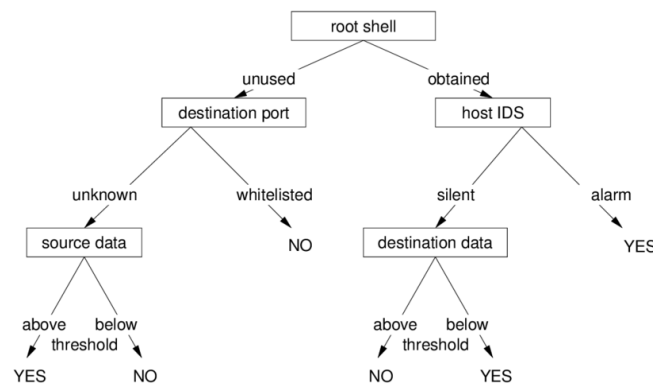 root shell
unused
obtained
destination port
host IDS
unknown
whitelisted
silent
alarm
source data
NO
destination data
YES
above
below
threshold
above
below
threshold
YES
NO
NO
YES